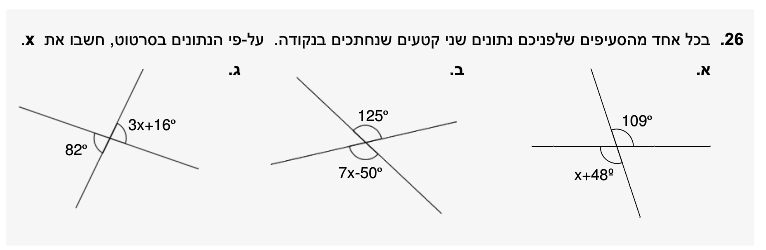 26. בכל אחד מהסעיפים שלפניכם נתונים שני קטעים שנחתכים בנקודה. על-פי הנתונים בסרטוט, חשבו את x.
א. ב. ג.
109º 125º 3x+16º
82º
x+48º 7x-50º